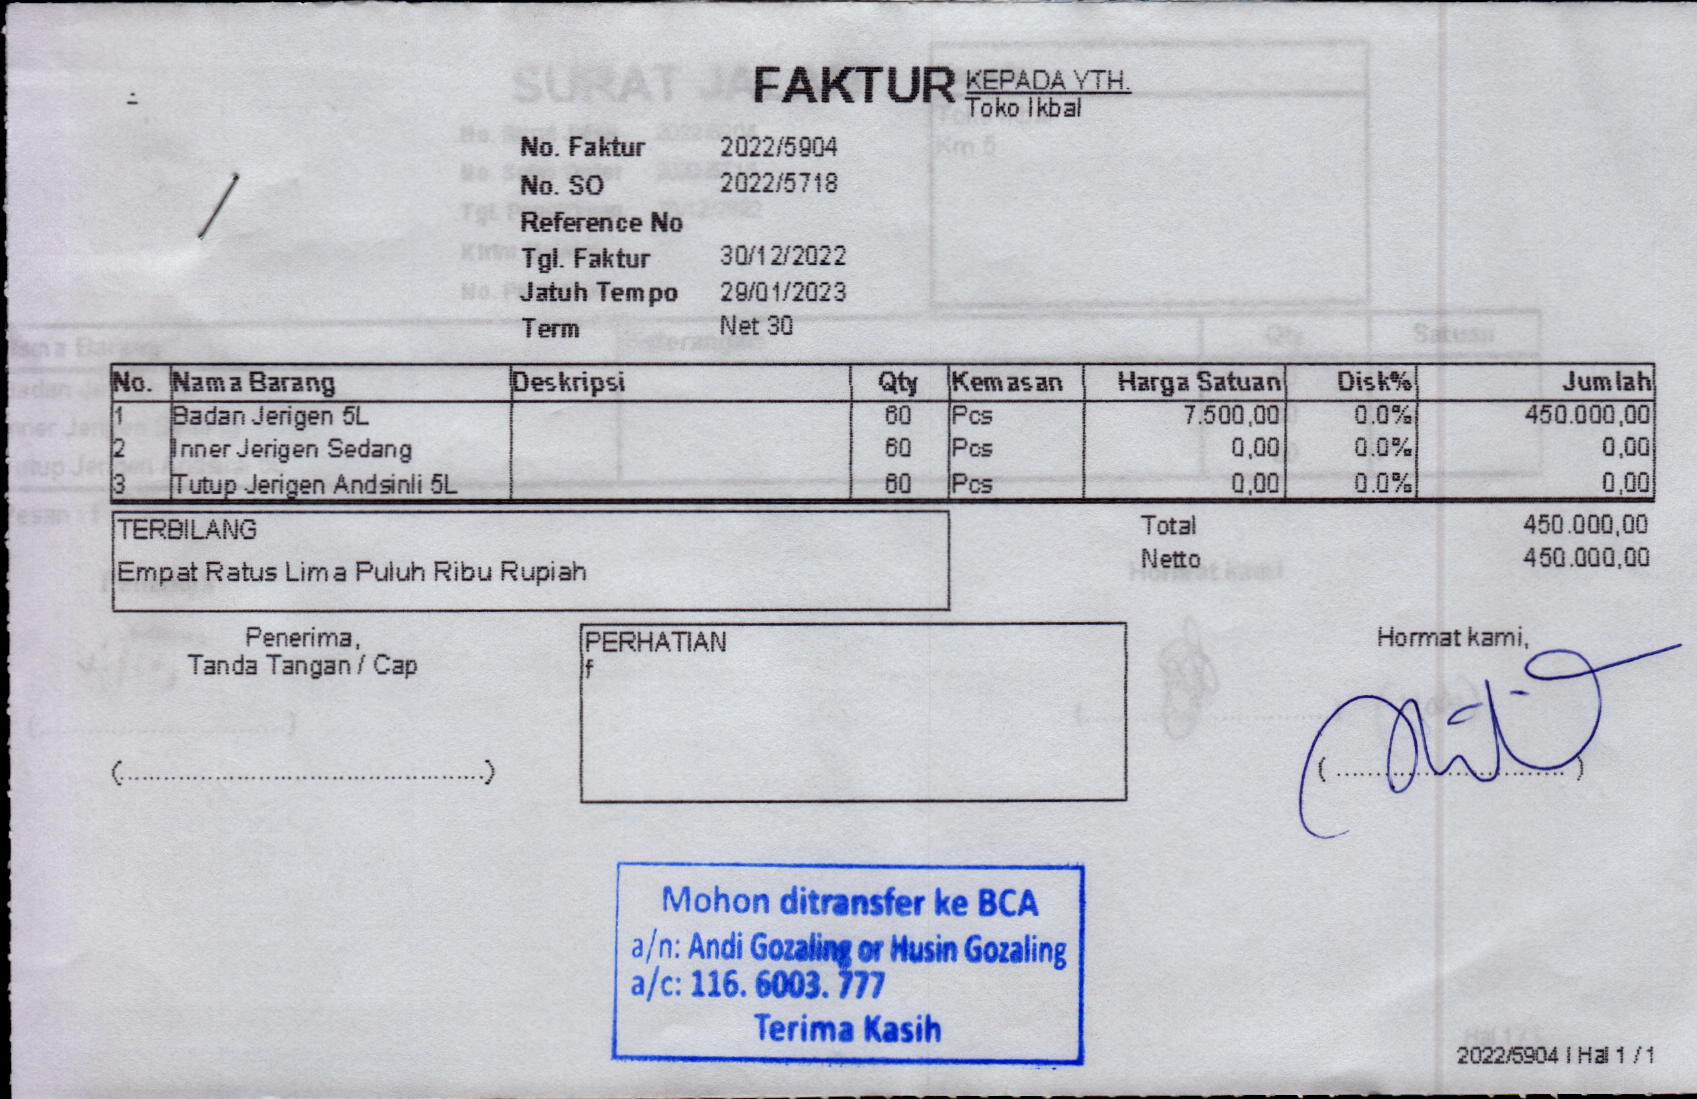 FAKTUR
KEPADA YTH.
Toko Ikbal
No. Faktur 2022/5904
No. SO 2022/5718
Reference No
Tgl. Faktur 30/12/2022
Jatuh Tempo 29/01/2023
Term Net 30
No. Nama Barang Deskripsi Qty Kemasan Harga Satuan Disk% Jumlah
1 Badan Jerigen 5L 60 Pcs 7.500,00 0.0% 450.000,00
2 Inner Jerigen Sedang 60 Pcs 0,00 0.0% 0,00
3 Tutup Jerigen Andsinli 5L 60 Pcs 0,00 0.0% 0,00
TERBILANG
Empat Ratus Lima Puluh Ribu Rupiah
Total 450.000,00
Netto 450.000,00
Penerima,
Tanda Tangan / Cap
(................................................)
PERHATIAN
f
Hormat kami,
(..............................)
Mohon ditransfer ke BCA
a/n: Andi Gozaling or Husin Gozaling
a/c: 116. 6003. 777
Terima Kasih
2022/5904 | Hal 1 / 1